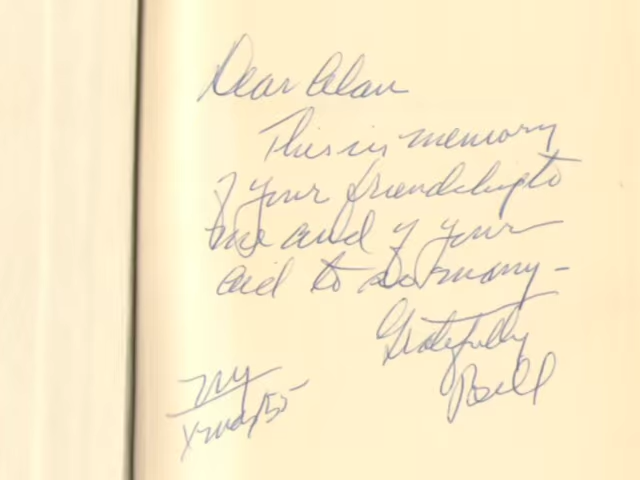 Dear Alan
This in memory
of your friendship to
me and of your
aid to so many -
Gratefully
Bill
NY
Xmas/55